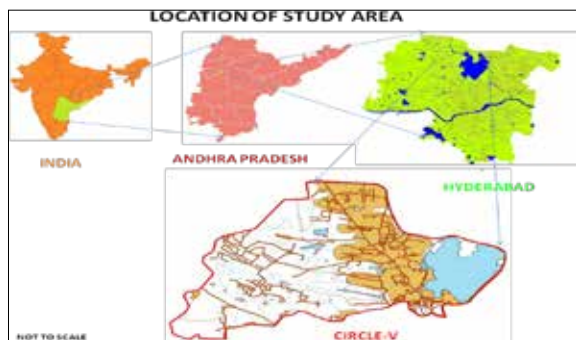 LOCATION OF STUDY AREA
INDIA
ANDHRA PRADESH
HYDERABAD
NOT TO SCALE
CIRCLE-V